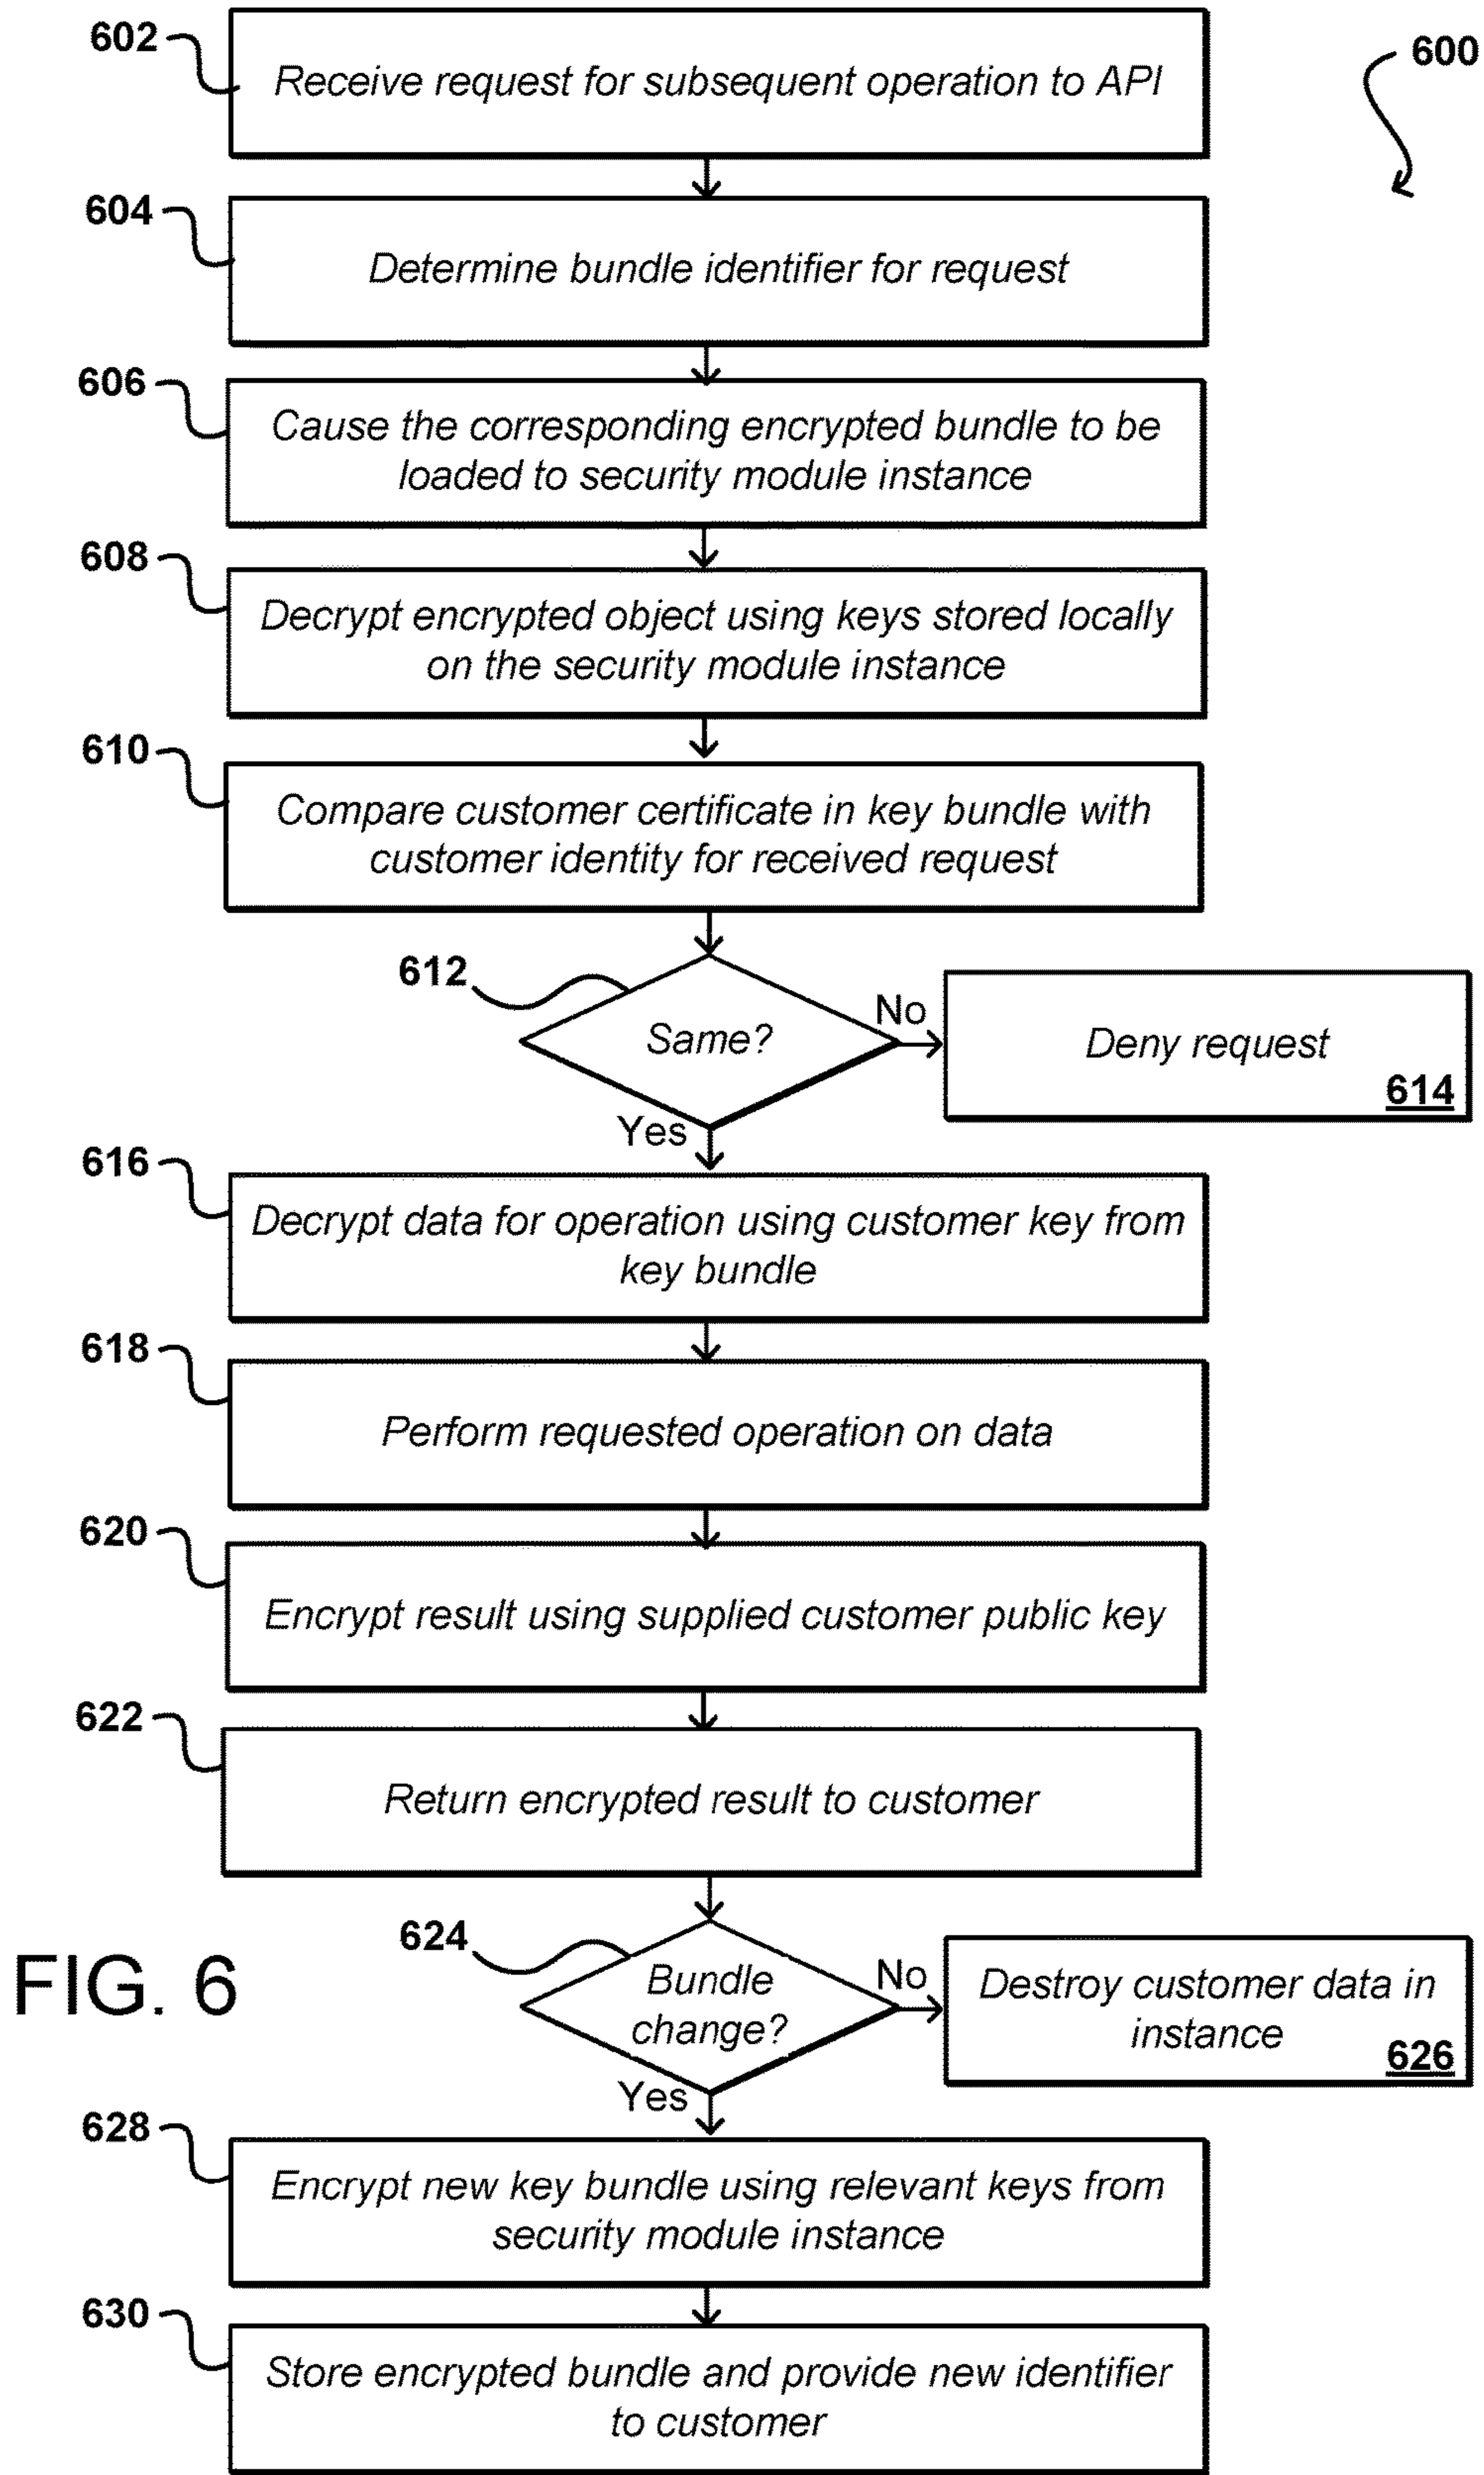 602
Receive request for subsequent operation to API
600
604
Determine bundle identifier for request
606
Cause the corresponding encrypted bundle to be
loaded to security module instance
608
Decrypt encrypted object using keys stored locally
on the security module instance
610
Compare customer certificate in key bundle with
customer identity for received request
612
Same?
No
Deny request
614
Yes
616
Decrypt data for operation using customer key from
key bundle
618
Perform requested operation on data
620
Encrypt result using supplied customer public key
622
Return encrypted result to customer
624
Bundle
change?
No
Destroy customer data in
instance
626
FIG. 6
Yes
628
Encrypt new key bundle using relevant keys from
security module instance
630
Store encrypted bundle and provide new identifier
to customer